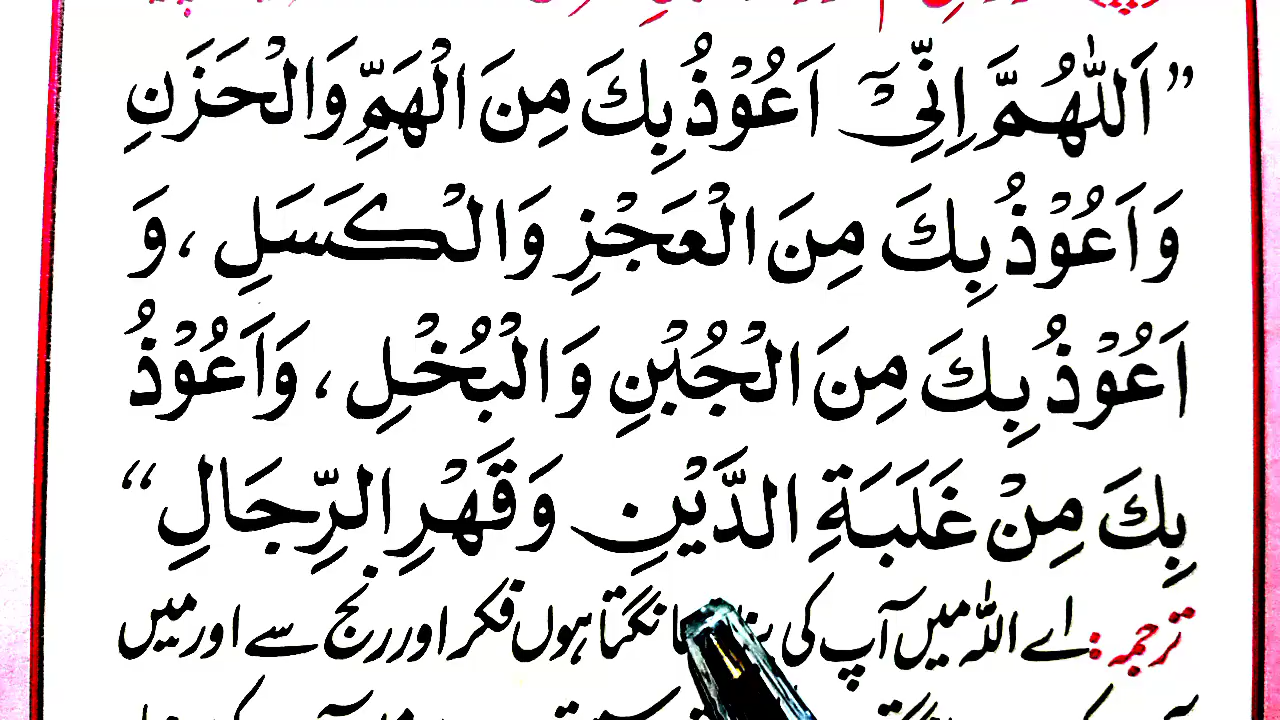 ”اَللّٰهُمَّ اِنِّيْٓ اَعُوْذُ بِكَ مِنَ الْهَمِّ وَالْحَزَنِ
وَاَعُوْذُ بِكَ مِنَ الْعَجْزِ وَالْكَسَلِ ، وَ
اَعُوْذُ بِكَ مِنَ الْجُبْنِ وَالْبُخْلِ ، وَاَعُوْذُ
بِكَ مِنْ غَلَبَةِ الدَّيْنِ وَقَهْرِ الرِّجَالِ“
ترجمہ: اے اللّٰہ میں آپ کی مانگتا ہوں فکر اور رنج سے اور میں